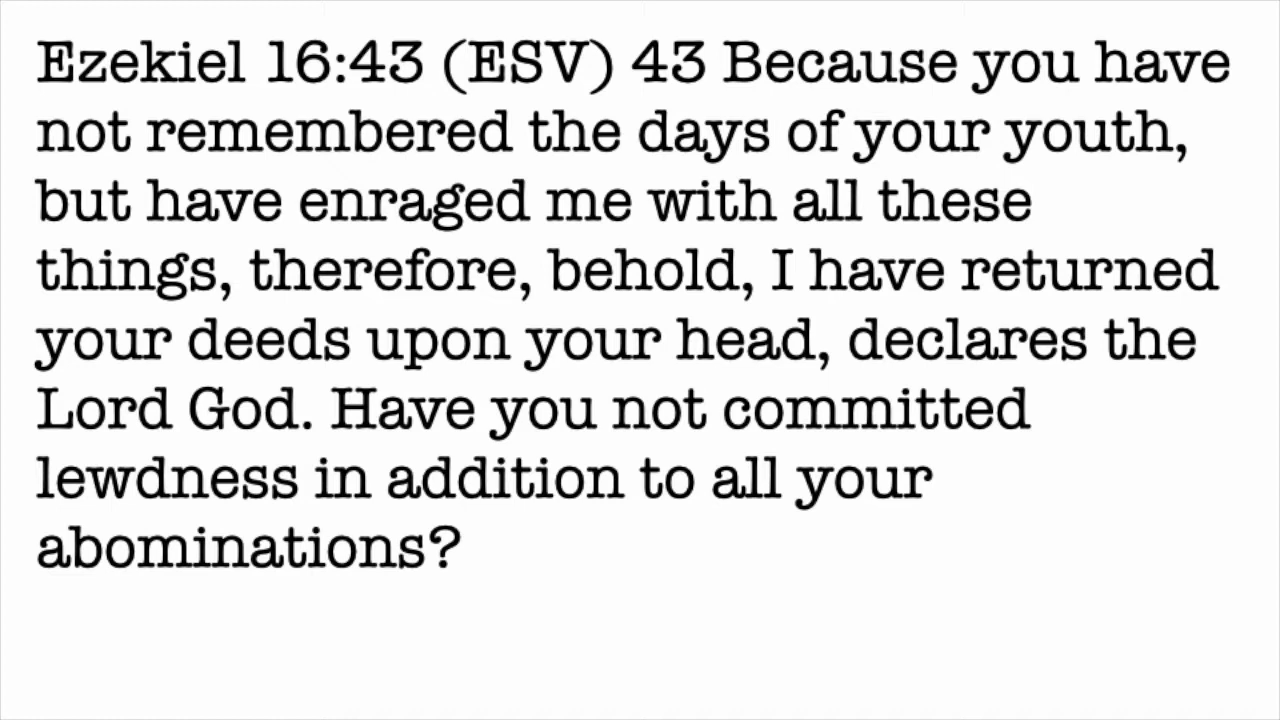 Ezekiel 16:43 (ESV) 43 Because you have
not remembered the days of your youth,
but have enraged me with all these
things, therefore, behold, I have returned
your deeds upon your head, declares the
Lord God. Have you not committed
lewdness in addition to all your
abominations?